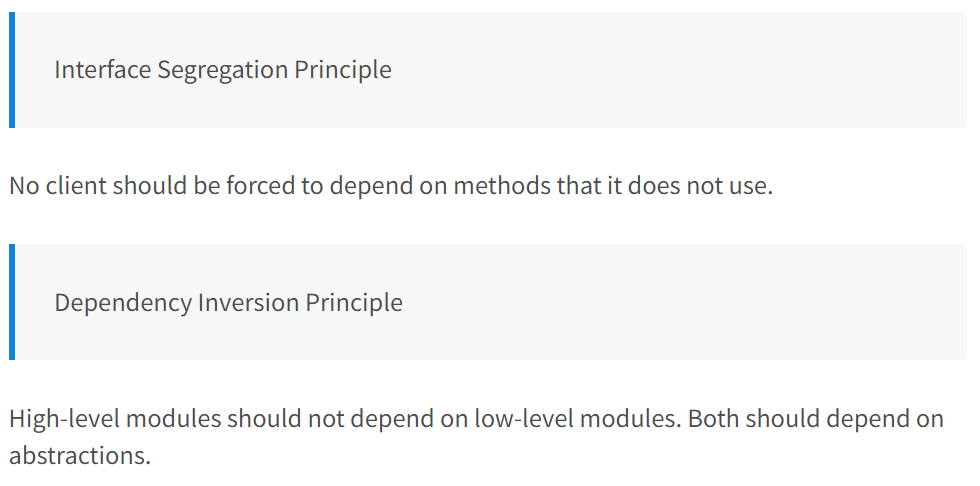 Interface Segregation Principle
No client should be forced to depend on methods that it does not use.
Dependency Inversion Principle
High-level modules should not depend on low-level modules. Both should depend on
abstractions.